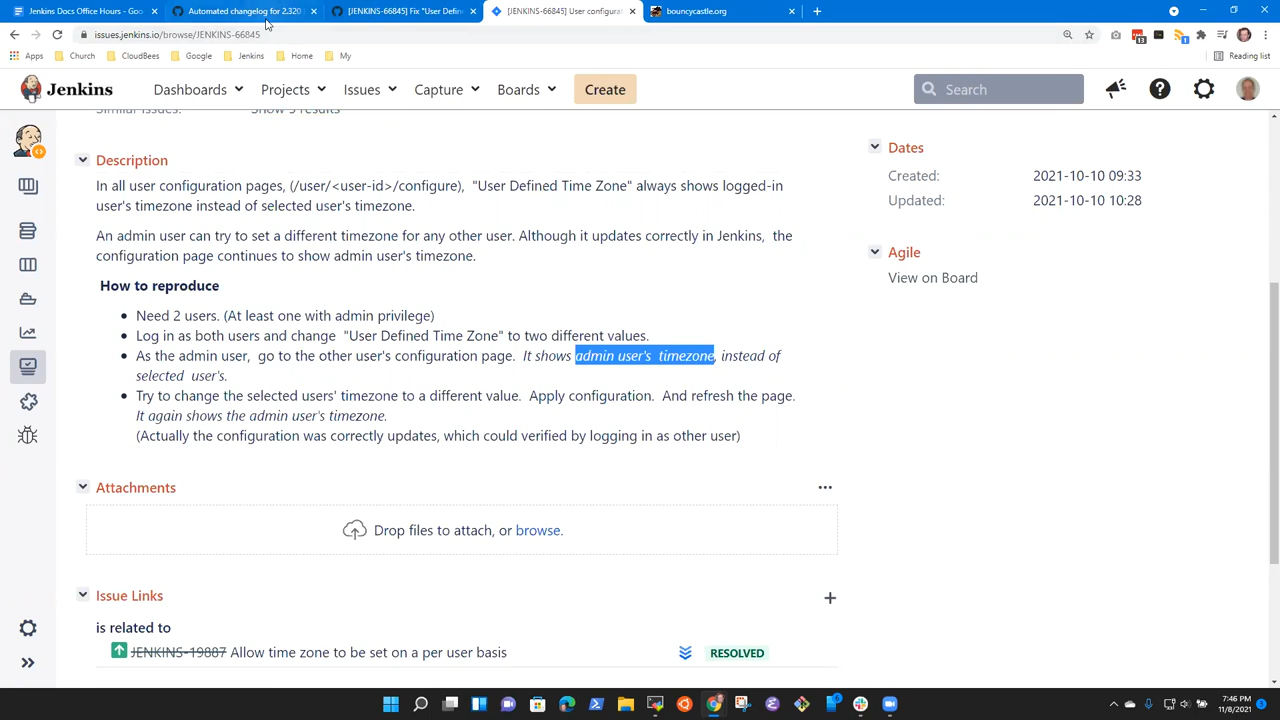 Jenkins Docs Office Hours - Goo
Automated changelog for 2.320
[JENKINS-66845] Fix "User Defin
[JENKINS-66845] User configurat
bouncycastle.org
issues.jenkins.io/browse/JENKINS-66845
Apps
Church
CloudBees
Google
Jenkins
Home
My
Reading list
Jenkins
Dashboards
Projects
Issues
Capture
Boards
Create
Search
Similar Issues:
Show 5 results
Description
In all user configuration pages, (/user/<user-id>/configure), "User Defined Time Zone" always shows logged-in
user's timezone instead of selected user's timezone.
An admin user can try to set a different timezone for any other user. Although it updates correctly in Jenkins, the
configuration page continues to show admin user's timezone.
How to reproduce
Need 2 users. (At least one with admin privilege)
Log in as both users and change "User Defined Time Zone" to two different values.
As the admin user, go to the other user's configuration page. It shows admin user's timezone, instead of
selected user's.
Try to change the selected users' timezone to a different value. Apply configuration. And refresh the page.
It again shows the admin user's timezone.
(Actually the configuration was correctly updates, which could verified by logging in as other user)
Attachments
Drop files to attach, or browse.
Issue Links
is related to
JENKINS-19887 Allow time zone to be set on a per user basis
RESOLVED
Dates
Created: 2021-10-10 09:33
Updated: 2021-10-10 10:28
Agile
View on Board
7:46 PM
11/8/2021